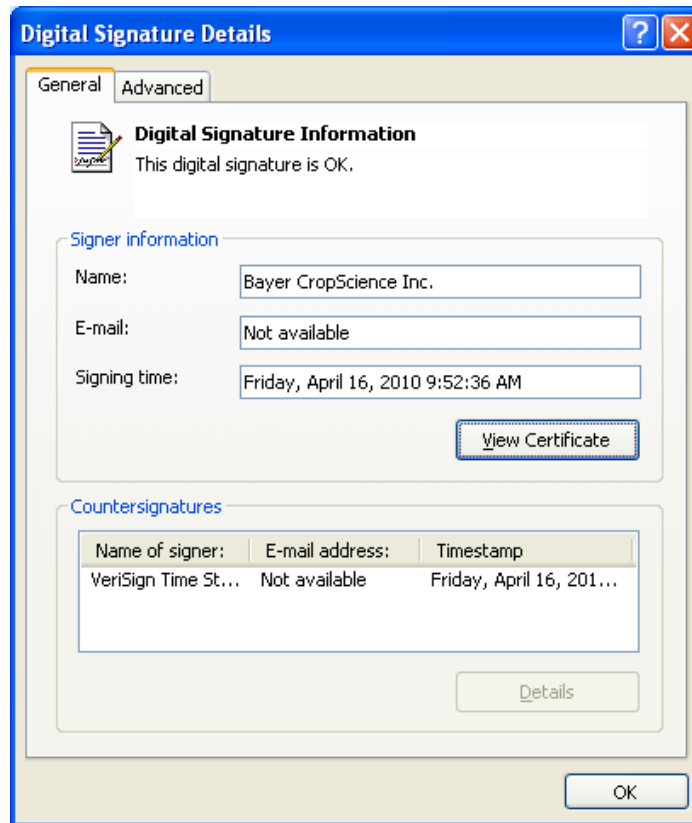 Digital Signature Details
General Advanced
Digital Signature Information
This digital signature is OK.
Signer information
Name: Bayer CropScience Inc.
E-mail: Not available
Signing time: Friday, April 16, 2010 9:52:36 AM
View Certificate
Countersignatures
Name of signer: E-mail address: Timestamp
VeriSign Time St... Not available Friday, April 16, 201...
Details
OK